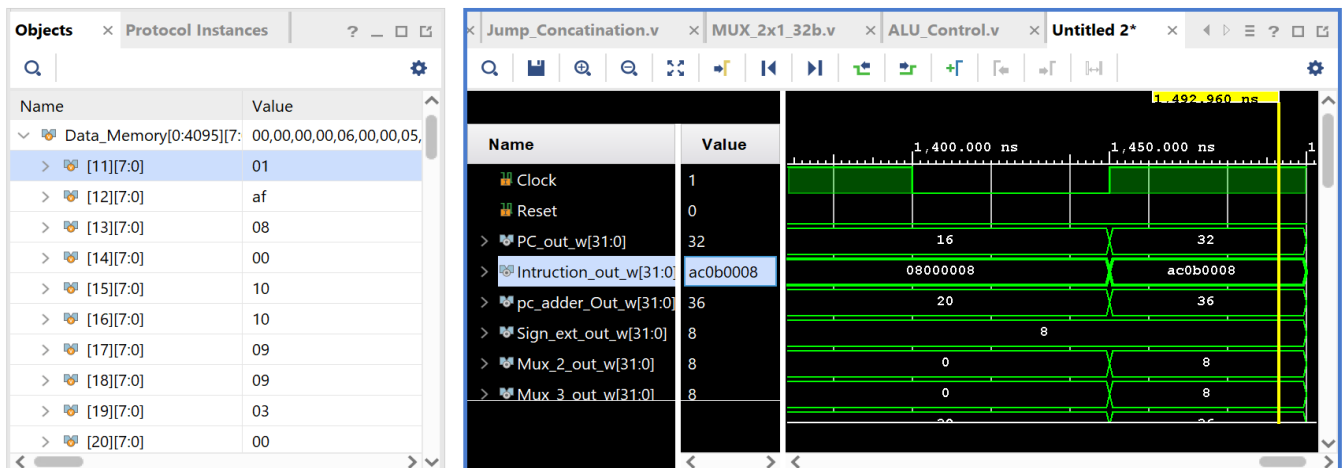 Objects × Protocol Instances ? _
Name Value
Data_Memory[0:4095][7: 00,00,00,00,06,00,00,05,
[11][7:0] 01
[12][7:0] af
[13][7:0] 08
[14][7:0] 00
[15][7:0] 10
[16][7:0] 10
[17][7:0] 09
[18][7:0] 09
[19][7:0] 03
[20][7:0] 00
× Jump_Concatination.v × MUX_2x1_32b.v × ALU_Control.v × Untitled 2* × ?
1,492.960 ns
Name Value
1,400.000 ns 1,450.000 ns 1
Clock 1
Reset 0
PC_out_w[31:0] 32 16 32
Intruction_out_w[31:0] ac0b0008 08000008 ac0b0008
pc_adder_Out_w[31:0] 36 20 36
Sign_ext_out_w[31:0] 8 8
Mux_2_out_w[31:0] 8 0 8
Mux_3_out_w[31:0] 8 0 8
20 36